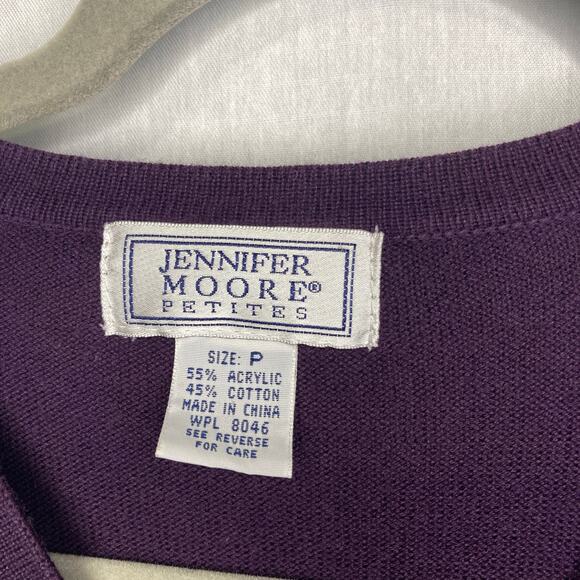 JENNIFER
MOORE®
PETITES
SIZE: P
55% ACRYLIC
45% COTTON
MADE IN CHINA
WPL 8046
SEE REVERSE
FOR CARE